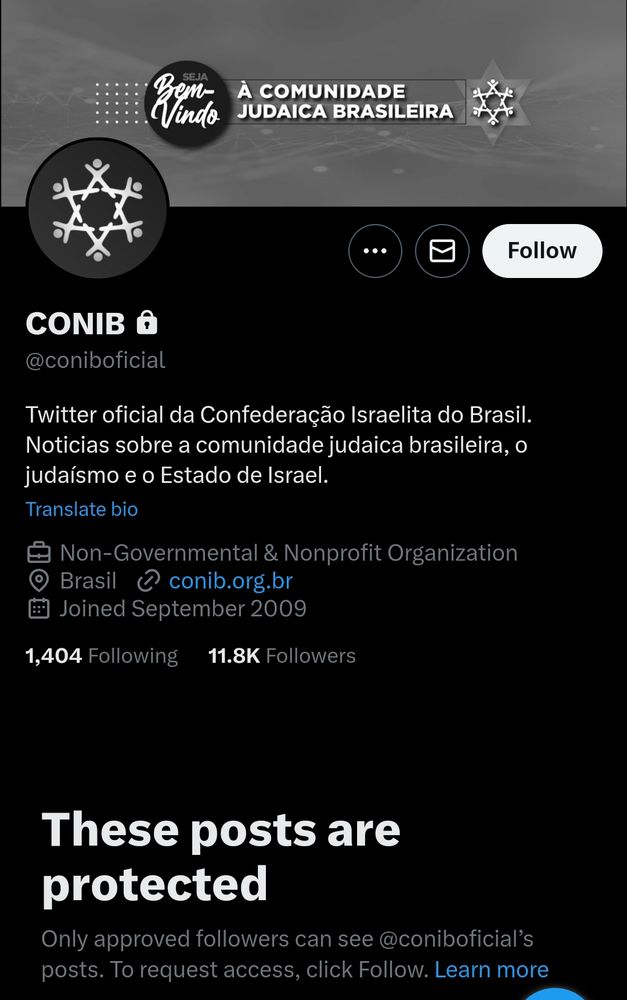 SEJA
Bem-
Vindo
À COMUNIDADE
JUDAICA BRASILEIRA
Follow
CONIB
@coniboficial
Twitter oficial da Confederação Israelita do Brasil.
Noticias sobre a comunidade judaica brasileira, o
judaísmo e o Estado de Israel.
Translate bio
Non-Governmental & Nonprofit Organization
Brasil conib.org.br
Joined September 2009
1,404 Following 11.8K Followers
These posts are
protected
Only approved followers can see @coniboficial’s
posts. To request access, click Follow. Learn more